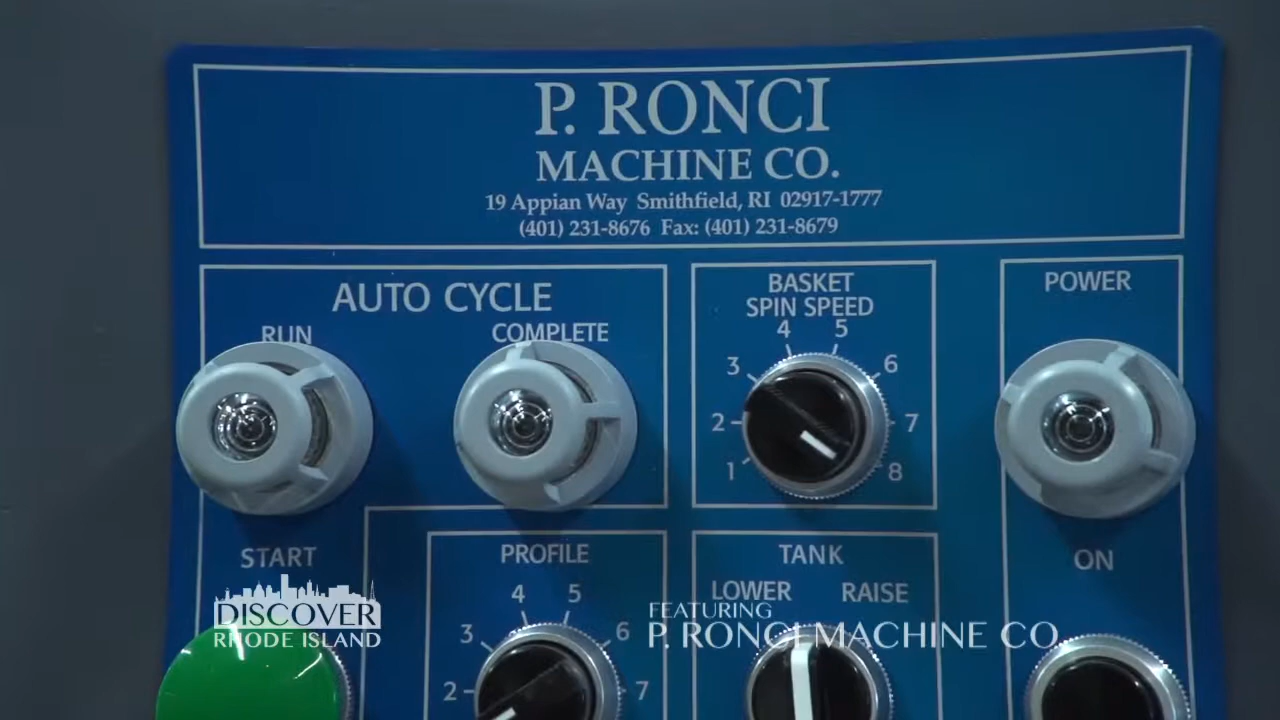 P. RONCI
MACHINE CO.
19 Appian Way Smithfield, RI 02917-1777
(401) 231-8676 Fax: (401) 231-8679
AUTO CYCLE
RUN
COMPLETE
BASKET
SPIN SPEED
1 2 3 4 5 6 7 8
POWER
START
PROFILE
2 3 4 5 6 7
TANK
LOWER RAISE
ON
DISCOVER
RHODE ISLAND
FEATURING
P. RONCI MACHINE CO.